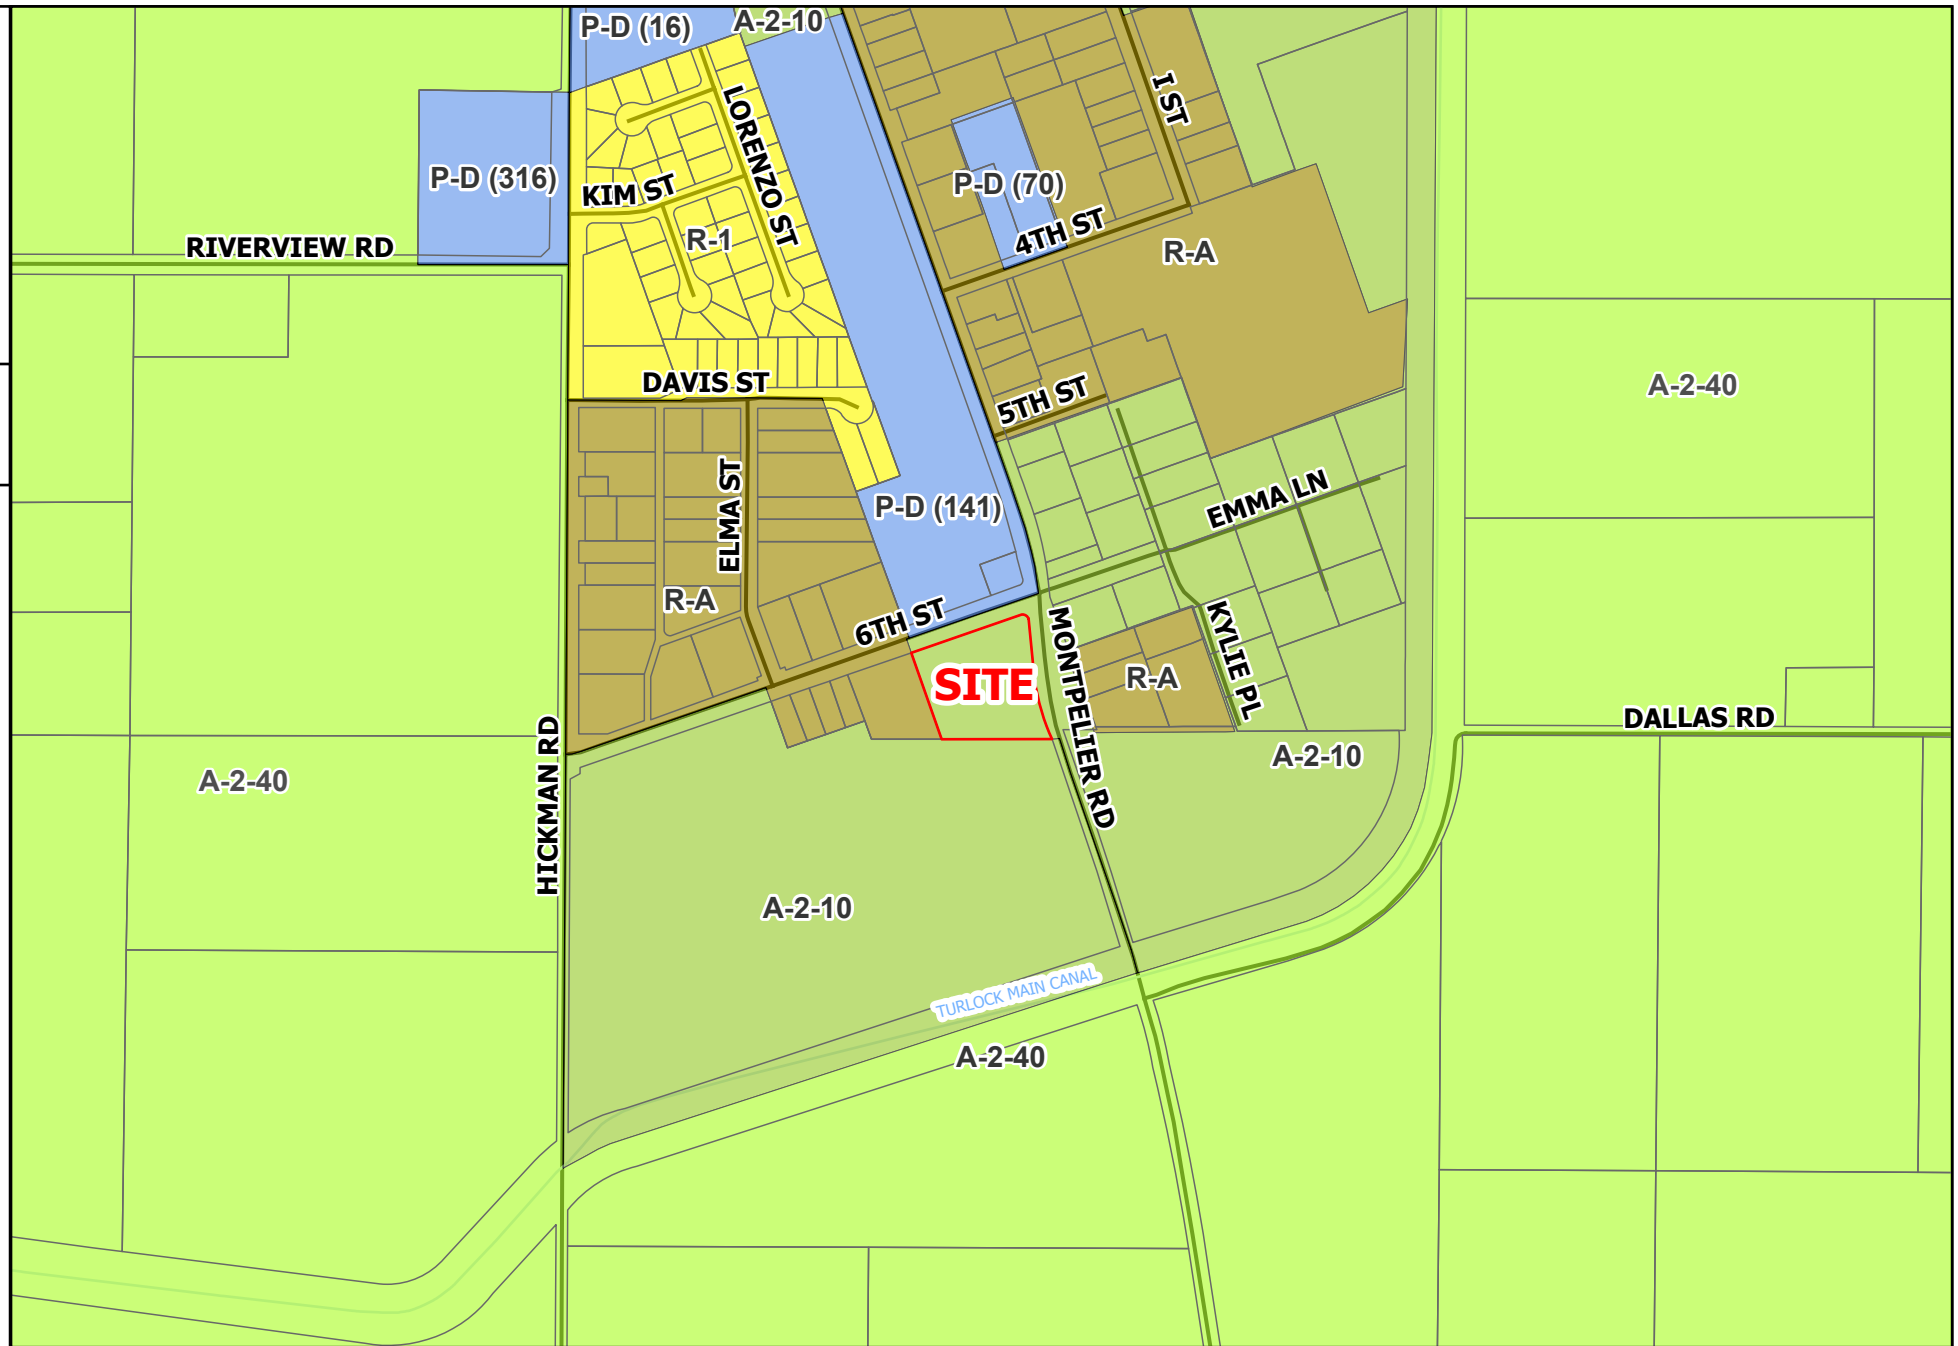 P-D (16)
A-2-10
I ST
LORENZO ST
P-D (316)
KIM ST
P-D (70)
4TH ST
R-1
RIVERVIEW RD
R-A
DAVIS ST
5TH ST
A-2-40
ELMA ST
P-D (141)
EMMA LN
R-A
6TH ST
MONTPELIER RD
KYLIE PL
SITE
R-A
DALLAS RD
HICKMAN RD
A-2-40
A-2-10
A-2-10
TURLOCK MAIN CANAL
A-2-40